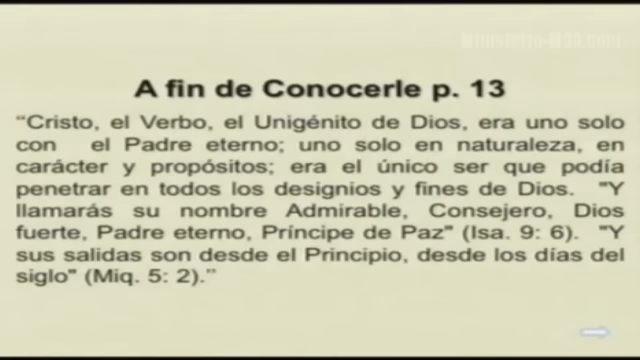 Ministerio-M3A.com
A fin de Conocerle p. 13
“Cristo, el Verbo, el Unigénito de Dios, era uno solo
con el Padre eterno; uno solo en naturaleza, en
carácter y propósitos; era el único ser que podía
penetrar en todos los designios y fines de Dios. "Y
llamarás su nombre Admirable, Consejero, Dios
fuerte, Padre eterno, Príncipe de Paz" (Isa. 9: 6). "Y
sus salidas son desde el Principio, desde los días del
siglo" (Miq. 5: 2).”